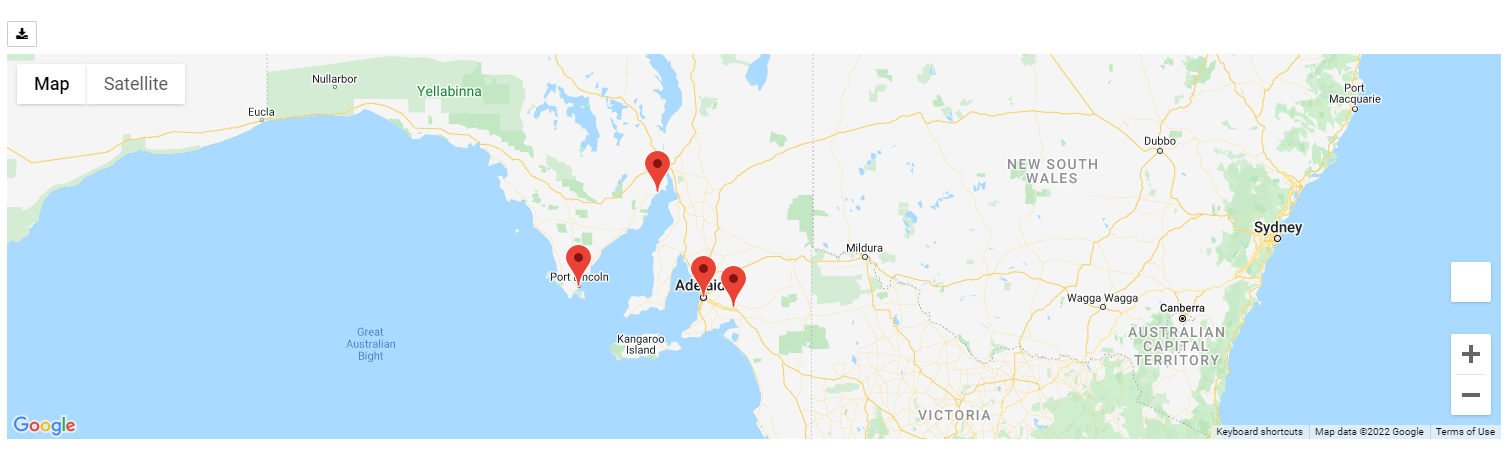 Map
Satellite
Nullarbor
Yellabinna
Eucla
Port
Macquarie
Dubbo
NEW SOUTH
WALES
Sydney
Mildura
Port Lincoln
Adelaide
Wagga Wagga
Canberra
AUSTRALIAN
CAPITAL
TERRITORY
Great
Australian
Bight
Kangaroo
Island
VICTORIA
Google
Keyboard shortcuts
Map data ©2022 Google
Terms of Use